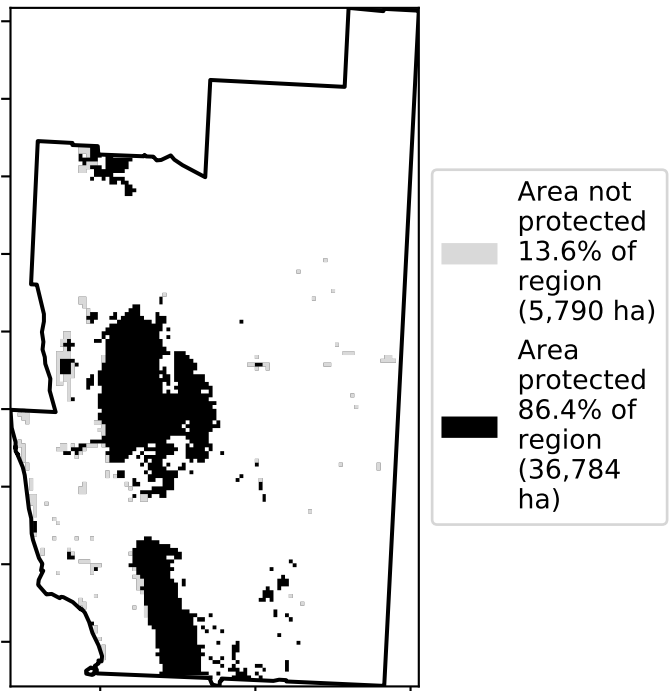 Area not
protected
13.6% of
region
(5,790 ha)
Area
protected
86.4% of
region
(36,784
ha)